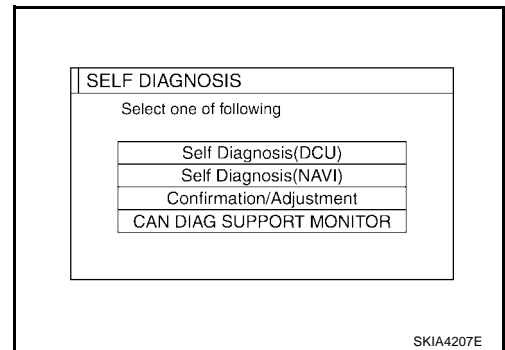 SELF DIAGNOSIS
Select one of following
Self Diagnosis(DCU)
Self Diagnosis(NAVI)
Confirmation/Adjustment
CAN DIAG SUPPORT MONITOR
SKIA4207E